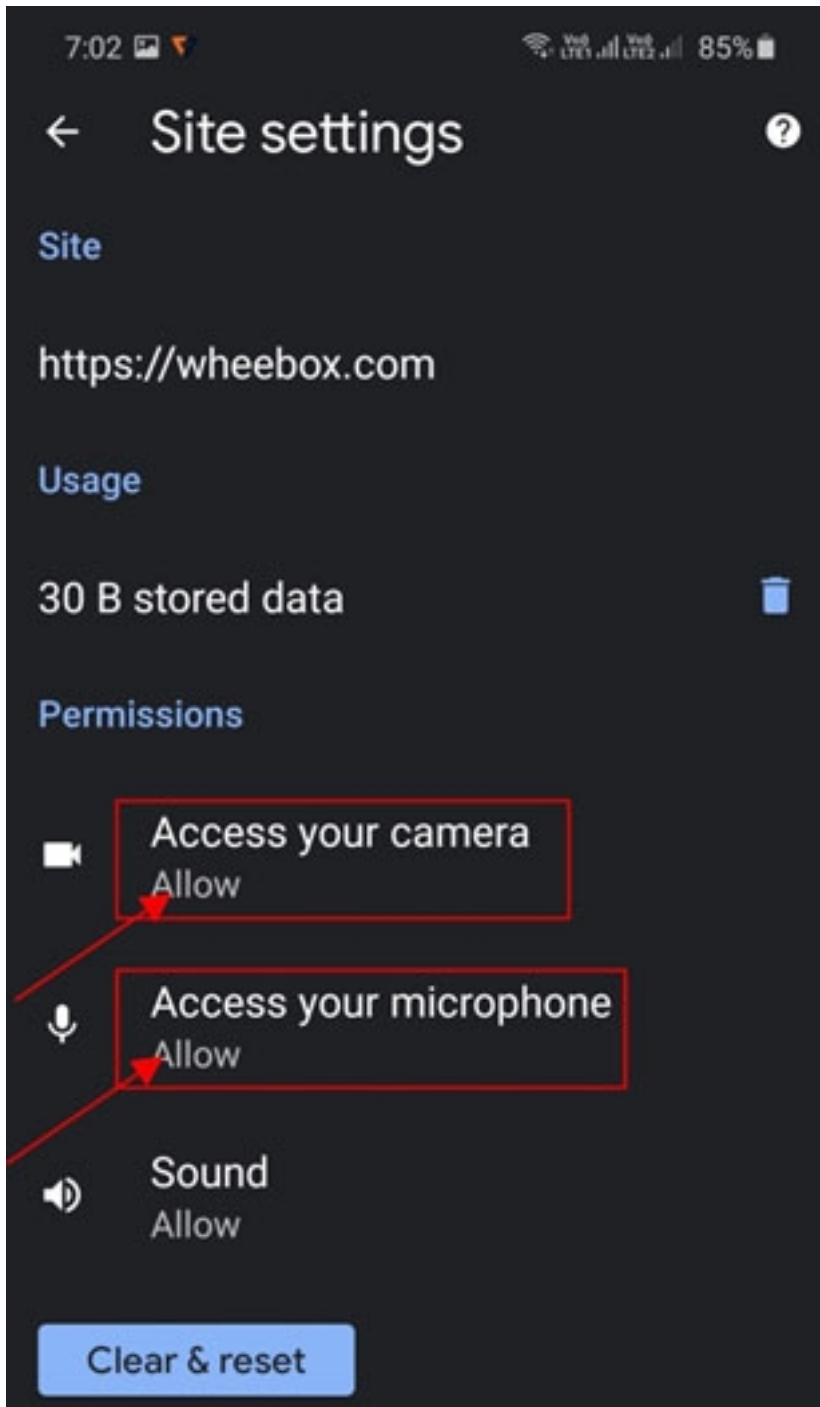 7:02 85%
Site settings
Site
https://wheebox.com
Usage
30 B stored data
Permissions
Access your camera
Allow
Access your microphone
Allow
Sound
Allow
Clear & reset